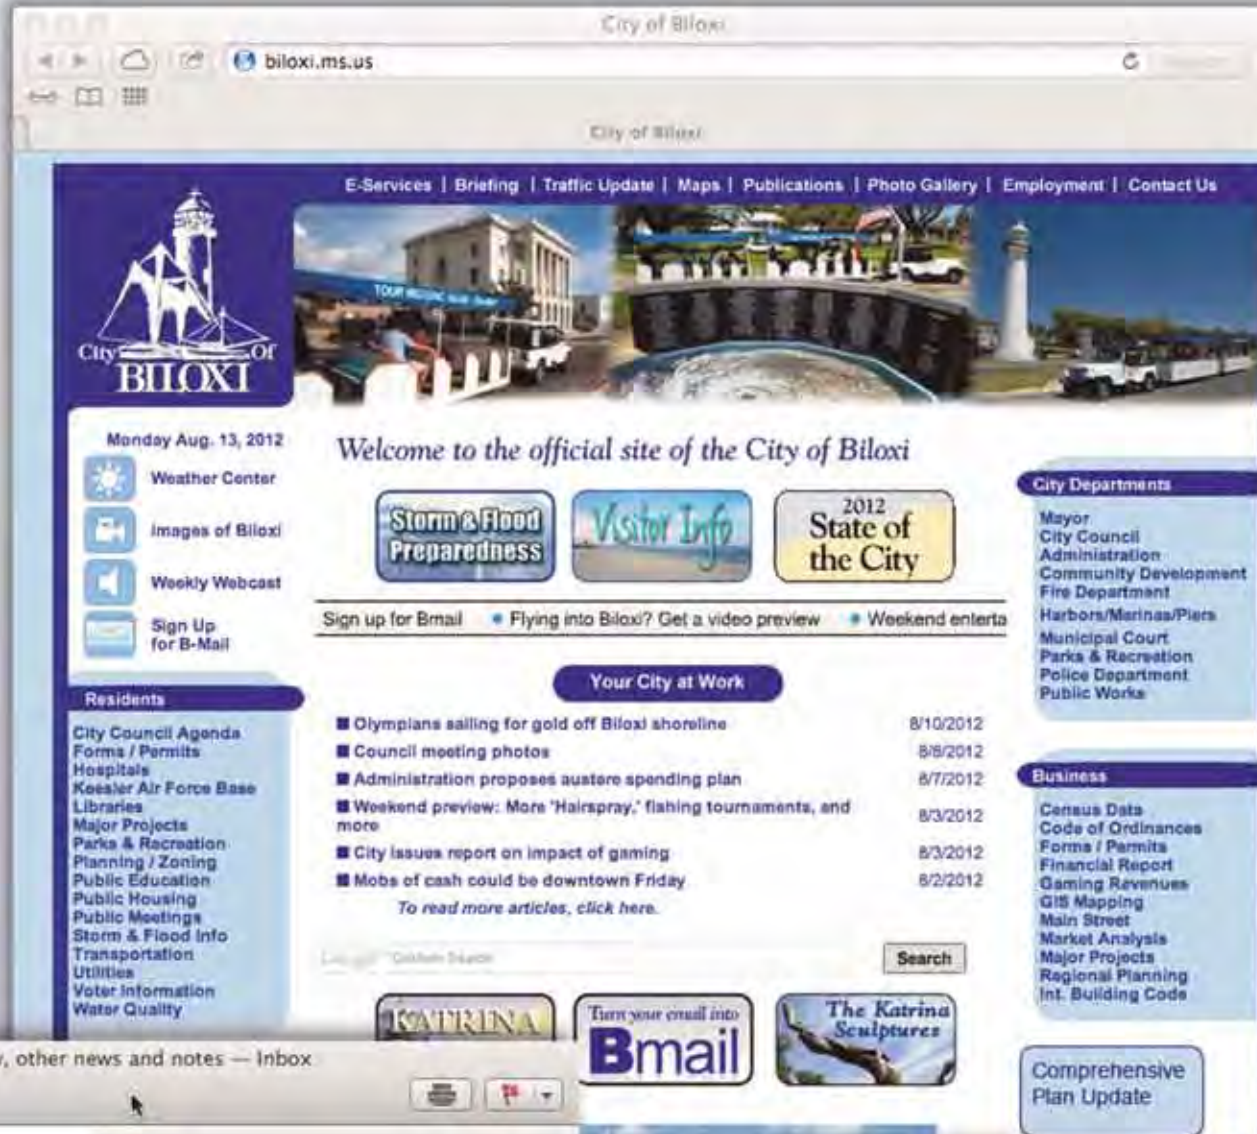 City of Biloxi
biloxi.ms.us
City of Biloxi
E-Services | Briefing | Traffic Update | Maps | Publications | Photo Gallery | Employment | Contact Us
City Of
BILOXI
TOUR
Monday Aug. 13, 2012
Weather Center
Images of Biloxi
Weekly Webcast
Sign Up
for B-Mail
Residents
City Council Agenda
Forms / Permits
Hospitals
Keesler Air Force Base
Libraries
Major Projects
Parks & Recreation
Planning / Zoning
Public Education
Public Housing
Public Meetings
Storm & Flood Info
Transportation
Utilities
Voter Information
Water Quality
Welcome to the official site of the City of Biloxi
Storm & Flood
Preparedness
Visitor Info
2012
State of
the City
Sign up for Bmail • Flying into Biloxi? Get a video preview • Weekend enterta
Your City at Work
Olympians sailing for gold off Biloxi shoreline 8/10/2012
Council meeting photos 8/8/2012
Administration proposes austere spending plan 8/7/2012
Weekend preview: More 'Hairspray,' fishing tournaments, and
more 8/3/2012
City issues report on impact of gaming 8/3/2012
Mobs of cash could be downtown Friday 8/2/2012
To read more articles, click here.
Custom Search
Search
KATRINA
Turn your email into
Bmail
The Katrina
Sculptures
City Departments
Mayor
City Council
Administration
Community Development
Fire Department
Harbors/Marinas/Piers
Municipal Court
Parks & Recreation
Police Department
Public Works
Business
Census Data
Code of Ordinances
Forms / Permits
Financial Report
Gaming Revenues
GIS Mapping
Main Street
Market Analysis
Major Projects
Regional Planning
Int. Building Code
Comprehensive
Plan Update
, other news and notes — Inbox